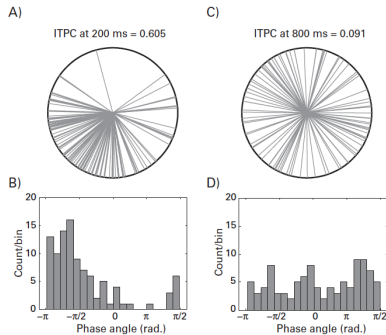 A)
ITPC at 200 ms = 0.605
C)
ITPC at 800 ms = 0.091
B)
20
15
10
5
0
Count/bin
−π −π/2 0 π π/2
Phase angle (rad.)
D)
20
15
10
5
0
Count/bin
−π −π/2 0 π π/2
Phase angle (rad.)